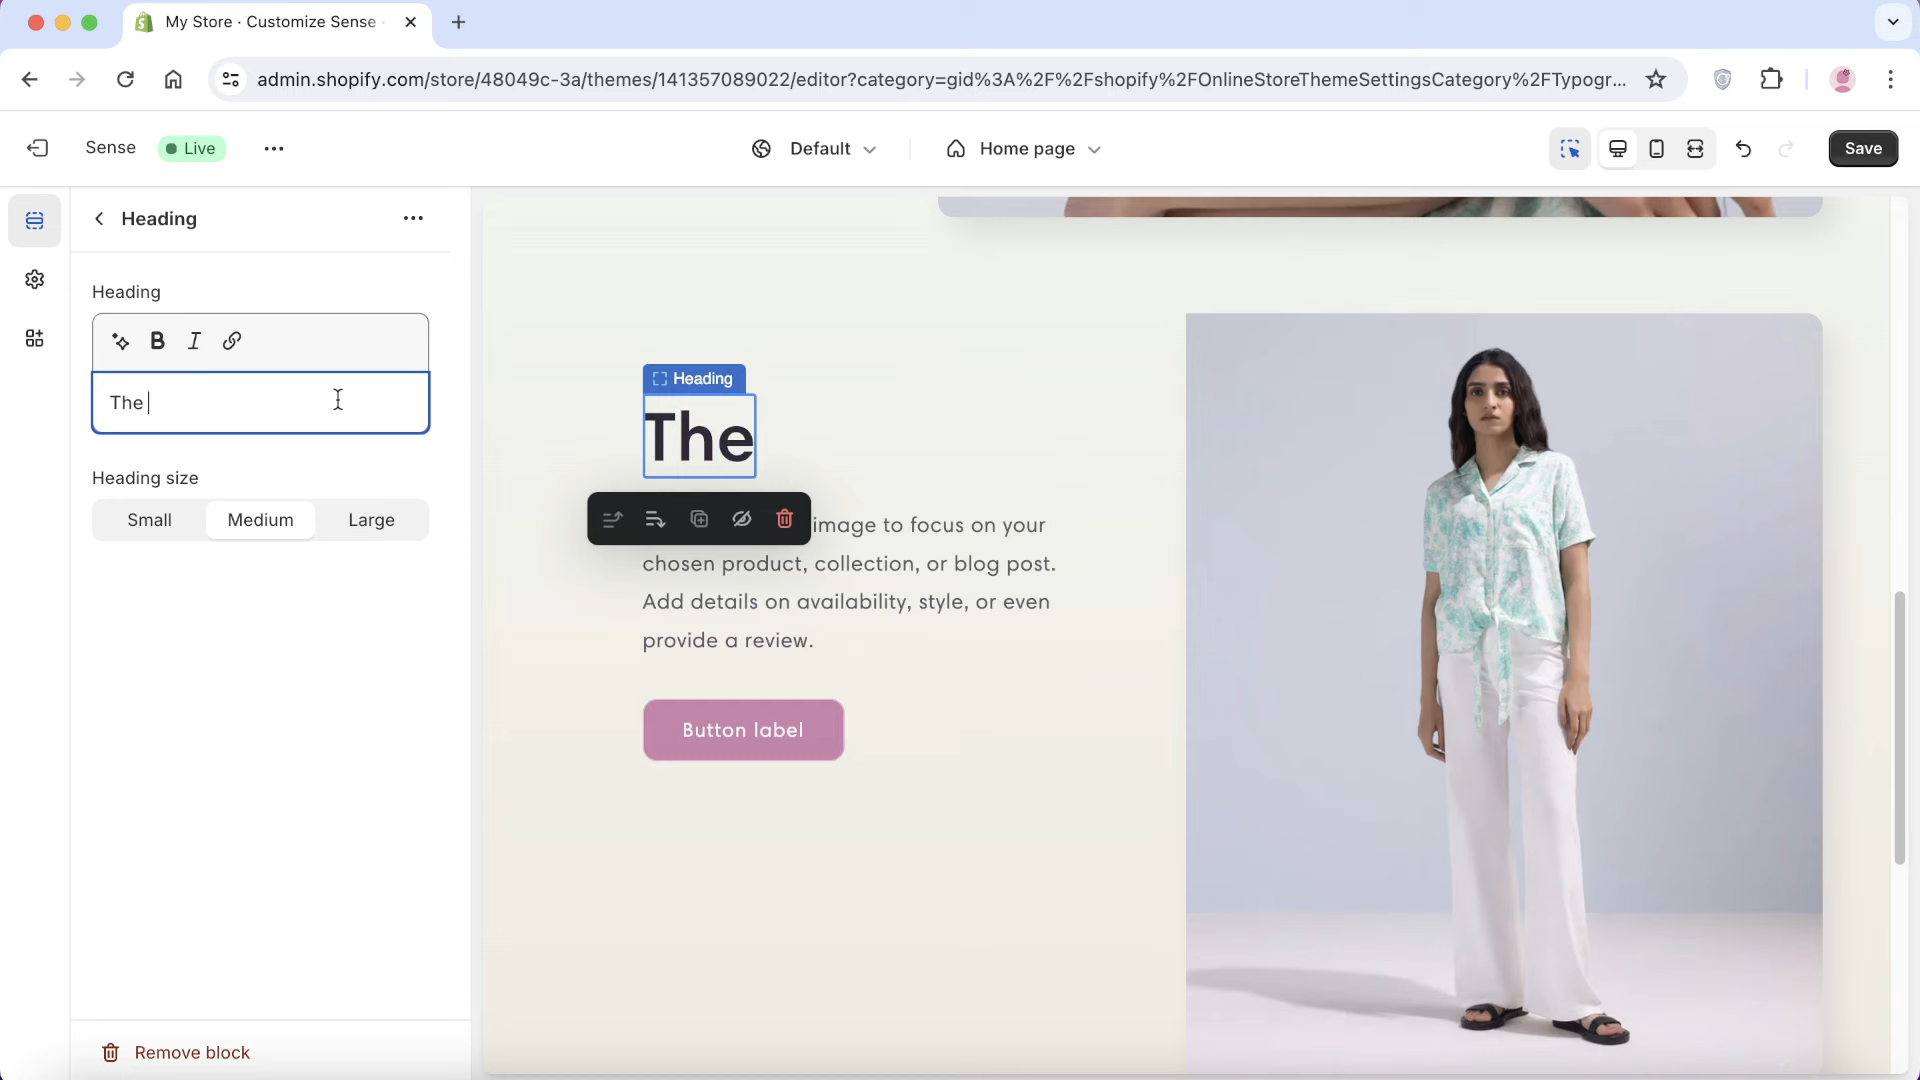 My Store · Customize Sense ·
admin.shopify.com/store/48049c-3a/themes/141357089022/editor?category=gid%3A%2F%2Fshopify%2FOnlineStoreThemeSettingsCategory%2FTypogr...
Sense
Live
Default
Home page
Save
Heading
Heading
B I
The
Heading size
Small Medium Large
Remove block
Heading
The
image to focus on your
chosen product, collection, or blog post.
Add details on availability, style, or even
provide a review.
Button label